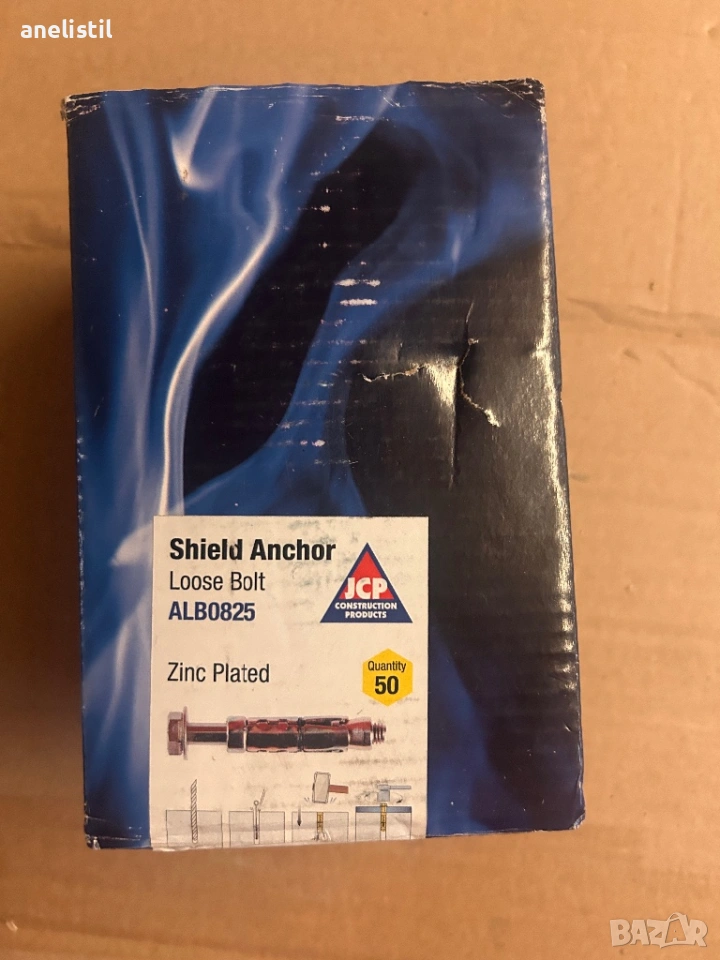 anelistil
Shield Anchor
Loose Bolt
ALB0825
JCP
CONSTRUCTION
PRODUCTS
Zinc Plated
Quantity
50
BAZAR